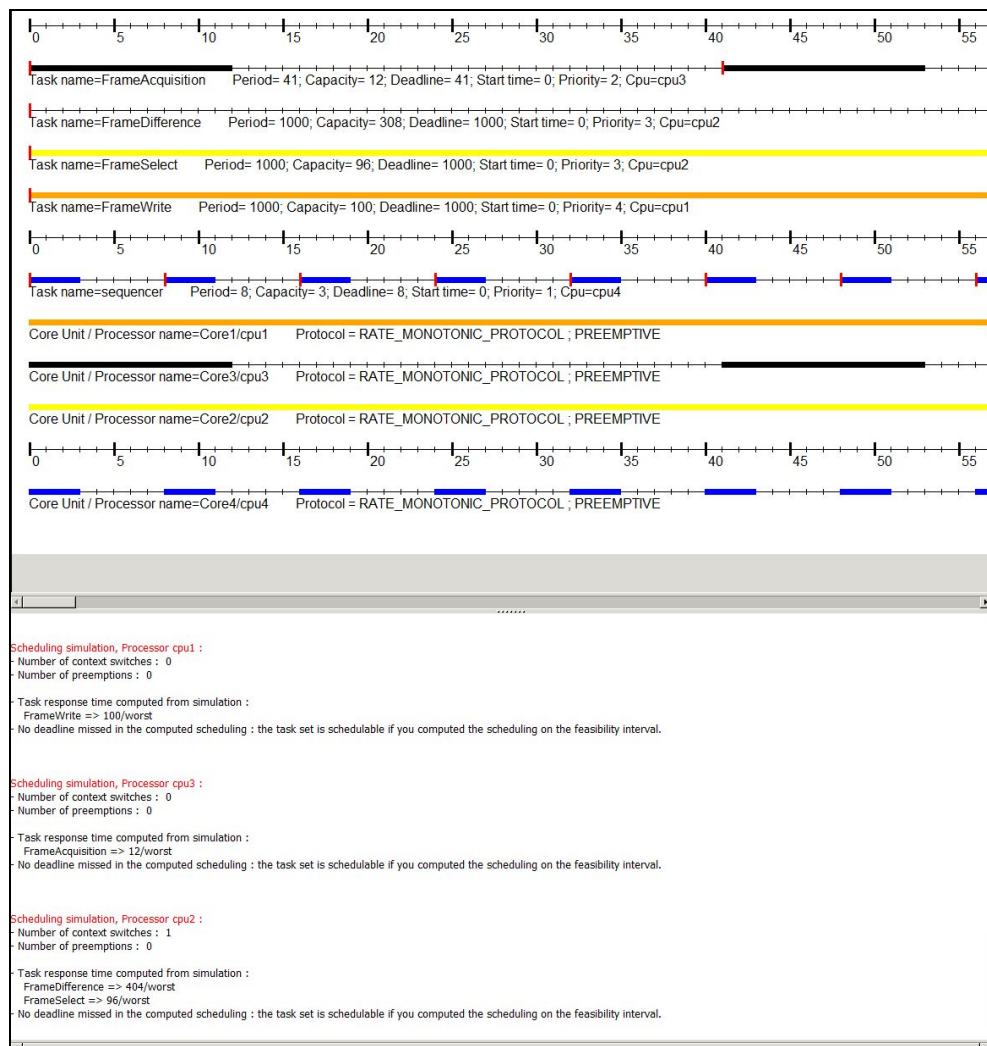 0 5 10 15 20 25 30 35 40 45 50 55
Task name=FrameAcquisition Period= 41; Capacity= 12; Deadline= 41; Start time= 0; Priority= 2; Cpu=cpu3
Task name=FrameDifference Period= 1000; Capacity= 308; Deadline= 1000; Start time= 0; Priority= 3; Cpu=cpu2
Task name=FrameSelect Period= 1000; Capacity= 96; Deadline= 1000; Start time= 0; Priority= 3; Cpu=cpu2
Task name=FrameWrite Period= 1000; Capacity= 100; Deadline= 1000; Start time= 0; Priority= 4; Cpu=cpu1
0 5 10 15 20 25 30 35 40 45 50 55
Task name=sequencer Period= 8; Capacity= 3; Deadline= 8; Start time= 0; Priority= 1; Cpu=cpu4
Core Unit / Processor name=Core1/cpu1 Protocol = RATE_MONOTONIC_PROTOCOL ; PREEMPTIVE
Core Unit / Processor name=Core3/cpu3 Protocol = RATE_MONOTONIC_PROTOCOL ; PREEMPTIVE
Core Unit / Processor name=Core2/cpu2 Protocol = RATE_MONOTONIC_PROTOCOL ; PREEMPTIVE
0 5 10 15 20 25 30 35 40 45 50 55
Core Unit / Processor name=Core4/cpu4 Protocol = RATE_MONOTONIC_PROTOCOL ; PREEMPTIVE
Scheduling simulation, Processor cpu1 :
- Number of context switches : 0
- Number of preemptions : 0
- Task response time computed from simulation :
FrameWrite => 100/worst
- No deadline missed in the computed scheduling : the task set is schedulable if you computed the scheduling on the feasibility interval.
Scheduling simulation, Processor cpu3 :
- Number of context switches : 0
- Number of preemptions : 0
- Task response time computed from simulation :
FrameAcquisition => 12/worst
- No deadline missed in the computed scheduling : the task set is schedulable if you computed the scheduling on the feasibility interval.
Scheduling simulation, Processor cpu2 :
- Number of context switches : 1
- Number of preemptions : 0
- Task response time computed from simulation :
FrameDifference => 404/worst
FrameSelect => 96/worst
- No deadline missed in the computed scheduling : the task set is schedulable if you computed the scheduling on the feasibility interval.